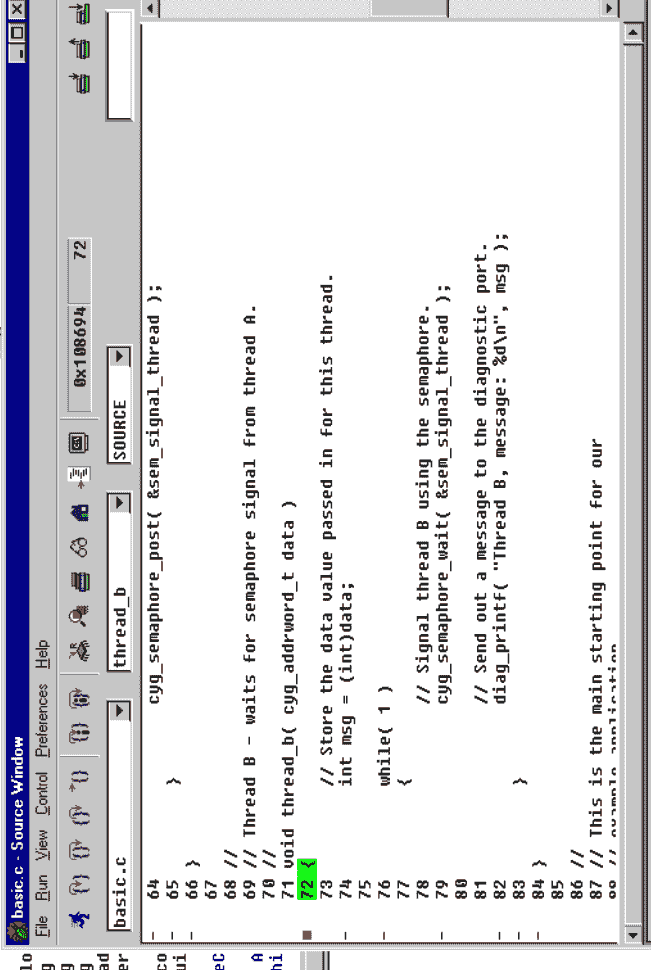 basic.c - Source Window
File Run View Control Preferences Help
0x108694 72
basic.c thread_b SOURCE
64 cyg_semaphore_post( &sem_signal_thread );
65 }
66 }
67
68 //
69 // Thread B - waits for semaphore signal from thread A.
70 //
71 void thread_b( cyg_addrword_t data )
72 {
73 // Store the data value passed in for this thread.
74 int msg = (int)data;
75
76 while( 1 )
77 {
78 // Signal thread B using the semaphore.
79 cyg_semaphore_wait( &sem_signal_thread );
80
81 // Send out a message to the diagnostic port.
82 diag_printf( "Thread B, message: %d\n", msg );
83 }
84 }
85
86 //
87 // This is the main starting point for our
88 // example application